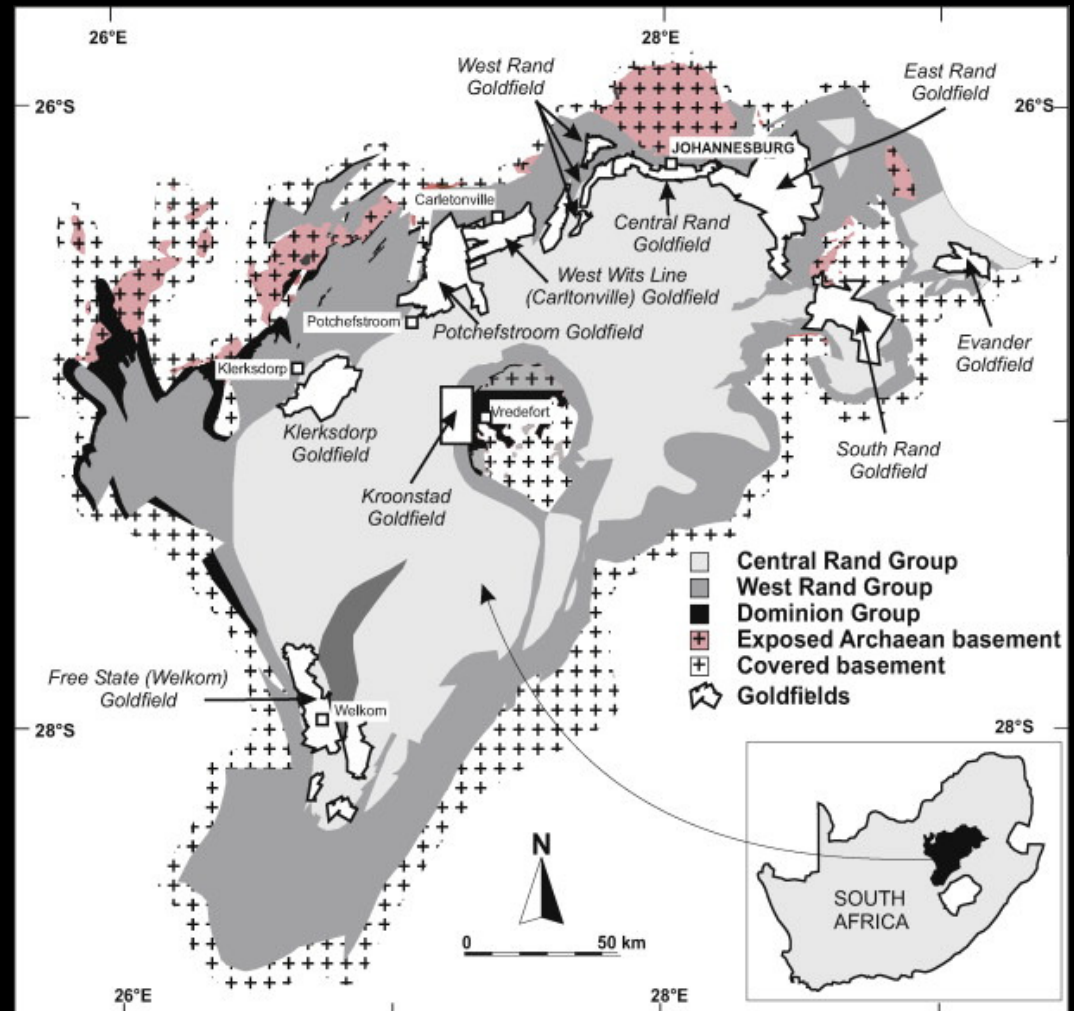 26°E
28°E
26°S
26°S
West Rand
Goldfield
East Rand
Goldfield
JOHANNESBURG
Carletonville
Central Rand
Goldfield
West Wits Line
(Carltonville) Goldfield
Potchefstroom
Potchefstroom Goldfield
Evander
Goldfield
Klerksdorp
Klerksdorp
Goldfield
Vredefort
South Rand
Goldfield
Kroonstad
Goldfield
Central Rand Group
West Rand Group
Dominion Group
Exposed Archaean basement
Covered basement
Goldfields
Free State (Welkom)
Goldfield
Welkom
28°S
28°S
N
0 50 km
SOUTH
AFRICA
26°E
28°E